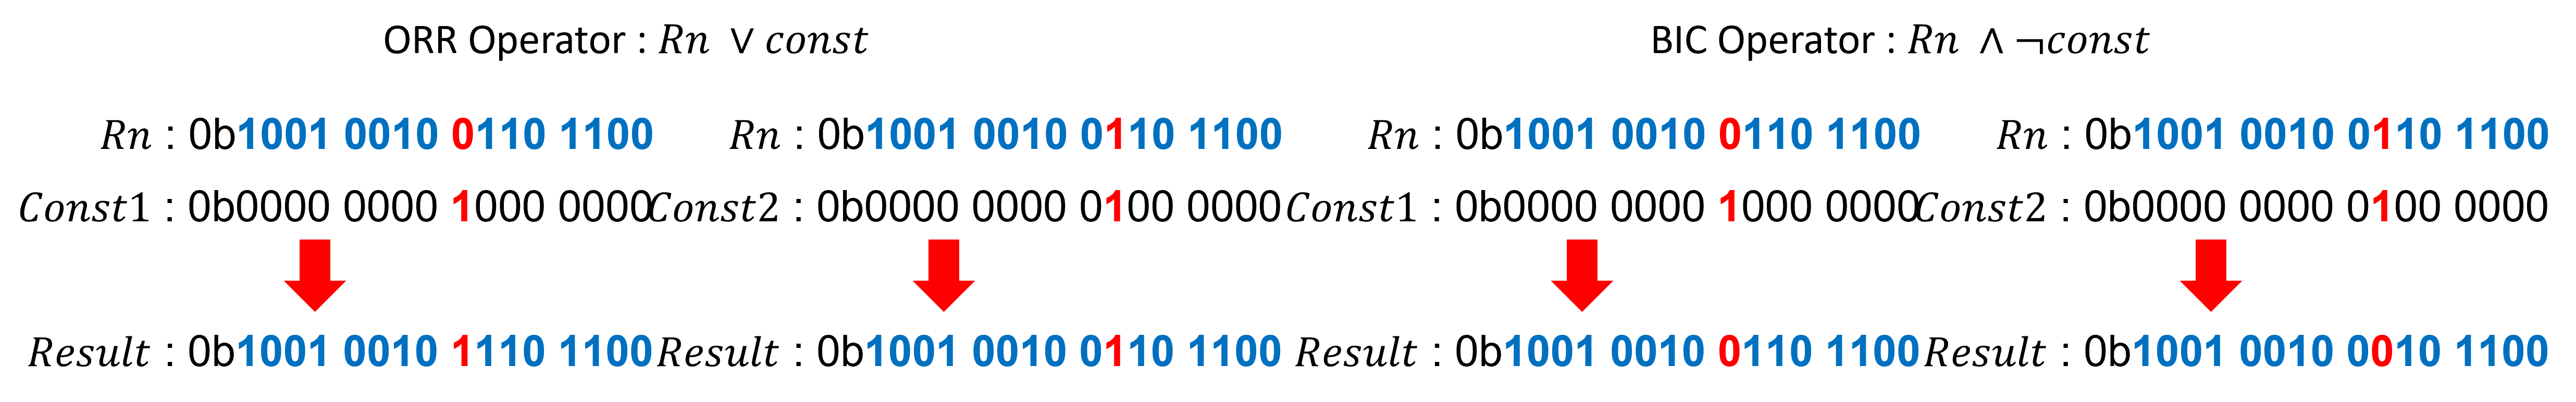 ORR Operator : Rn ∨ const
BIC Operator : Rn ∧ ¬const
Rn : 0b1001 0010 0110 1100
Rn : 0b1001 0010 0110 1100
Rn : 0b1001 0010 0110 1100
Rn : 0b1001 0010 0110 1100
Const1 : 0b0000 0000 1000 0000
Const2 : 0b0000 0000 0100 0000
Const1 : 0b0000 0000 1000 0000
Const2 : 0b0000 0000 0100 0000
Result : 0b1001 0010 1110 1100
Result : 0b1001 0010 0110 1100
Result : 0b1001 0010 0110 1100
Result : 0b1001 0010 0010 1100